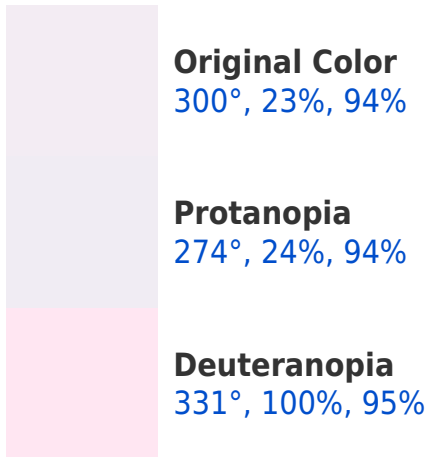 Original Color
300°, 23%, 94%
Protanopia
274°, 24%, 94%
Deuteranopia
331°, 100%, 95%